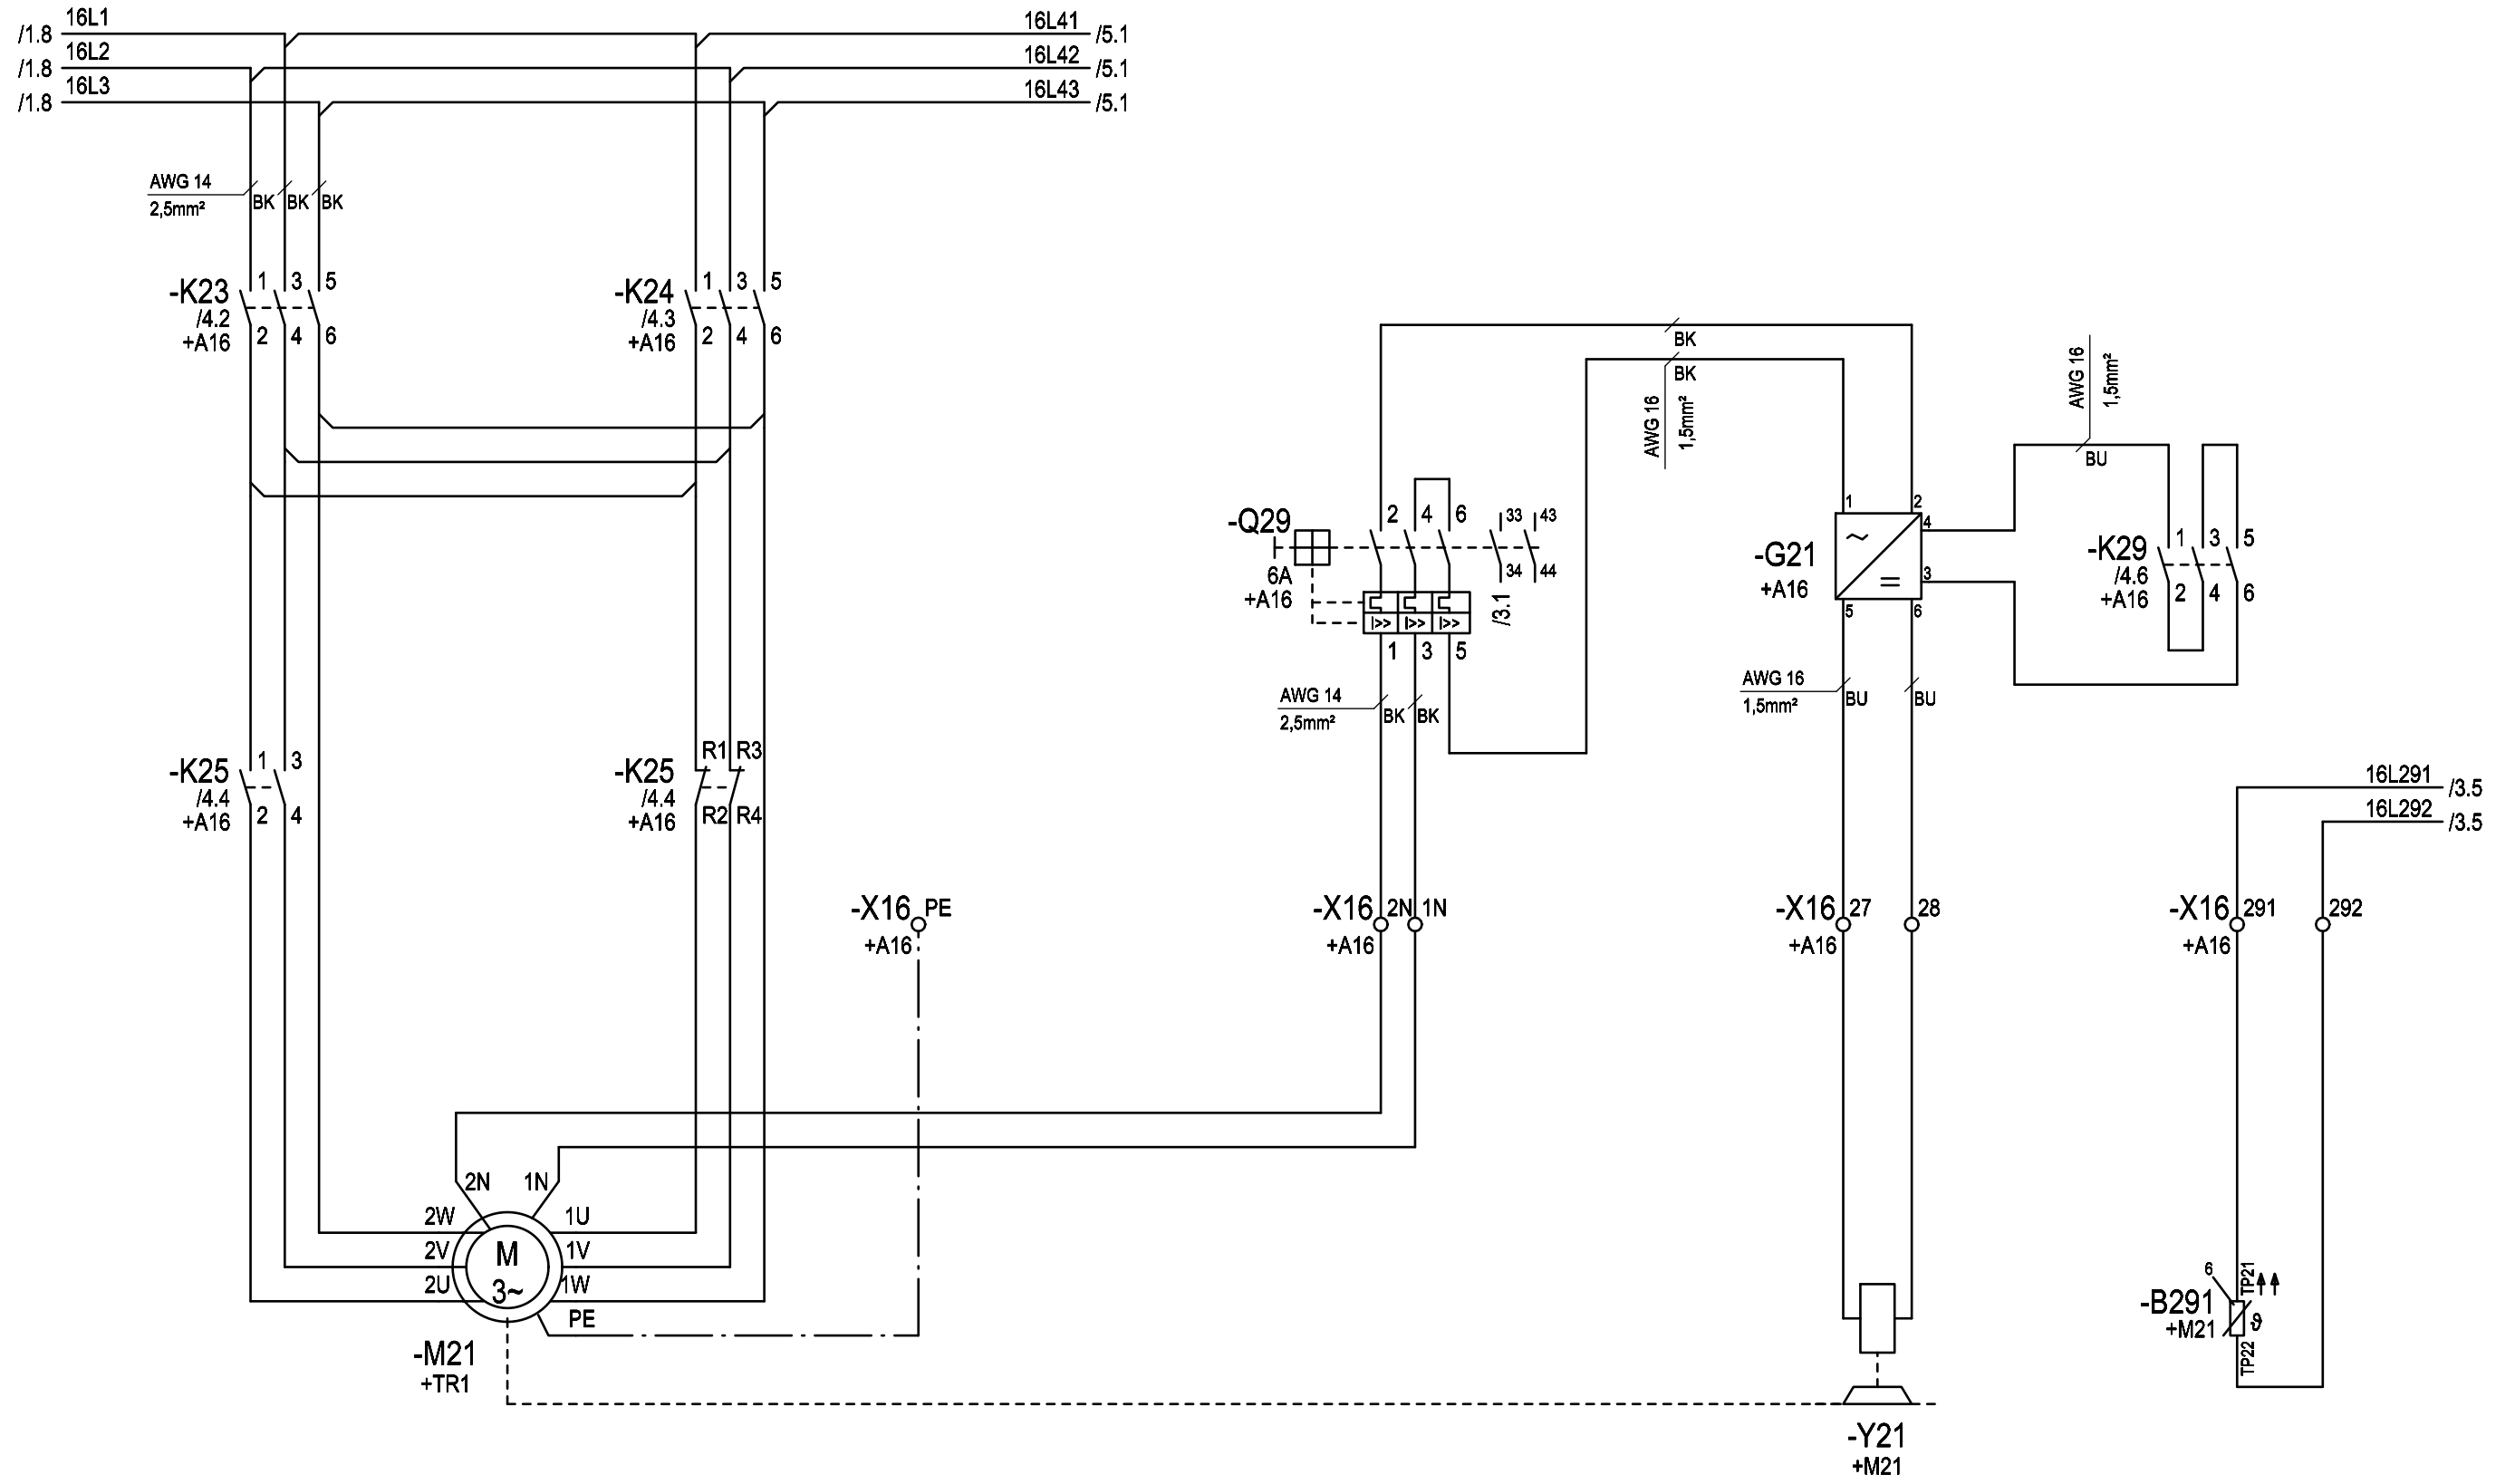 16L1
/1.8
16L41
/5.1
16L2
/1.8
16L42
/5.1
16L3
/1.8
16L43
/5.1
AWG 14
2,5mm²
BK
BK
BK
-K23
/4.2
+A16
1
3
5
2
4
6
-K24
/4.3
+A16
1
3
5
2
4
6
BK
BK
AWG 16
1,5mm²
AWG 16
1,5mm²
BU
-Q29
6A
+A16
2
4
6
33
43
34
44
I>>
I>>
I>>
/3.1
1
3
5
-G21
+A16
1
2
4
3
5
6
~
=
-K29
/4.6
+A16
1
3
5
2
4
6
AWG 14
2,5mm²
BK
BK
AWG 16
1,5mm²
BU
BU
-K25
/4.4
+A16
1
3
2
4
-K25
/4.4
+A16
R1
R3
R2
R4
16L291
/3.5
16L292
/3.5
-X16
PE
+A16
-X16
2N
1N
+A16
-X16
27
28
+A16
-X16
291
292
+A16
2N
1N
2W
1U
2V
1V
2U
1W
PE
M
3~
-M21
+TR1
-Y21
+M21
6
TP21
-B291
+M21
ϑ
TP22